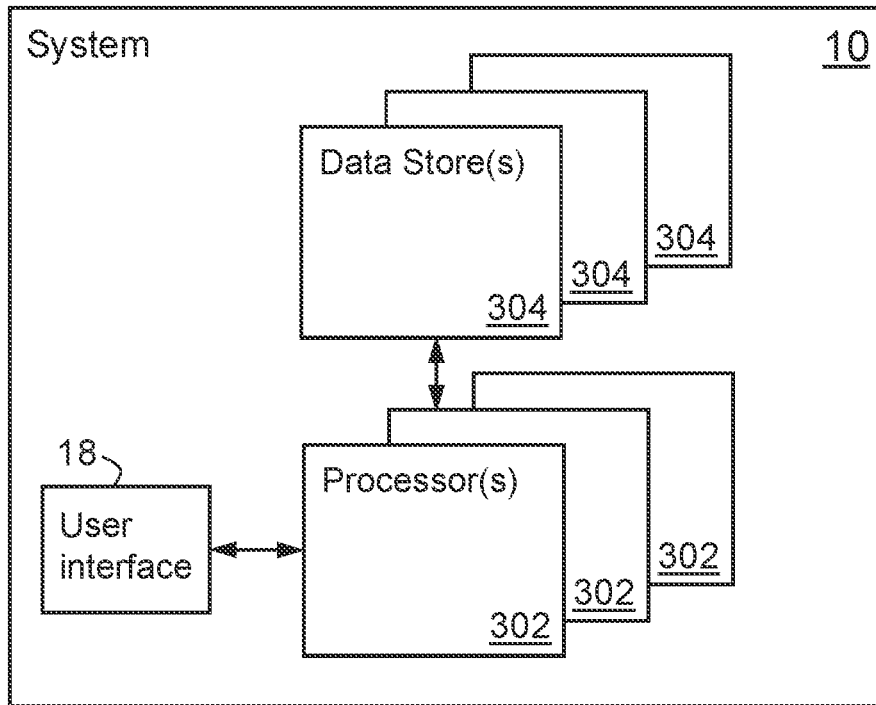 System
10
Data Store(s)
304
304
304
18
User
interface
Processor(s)
302
302
302